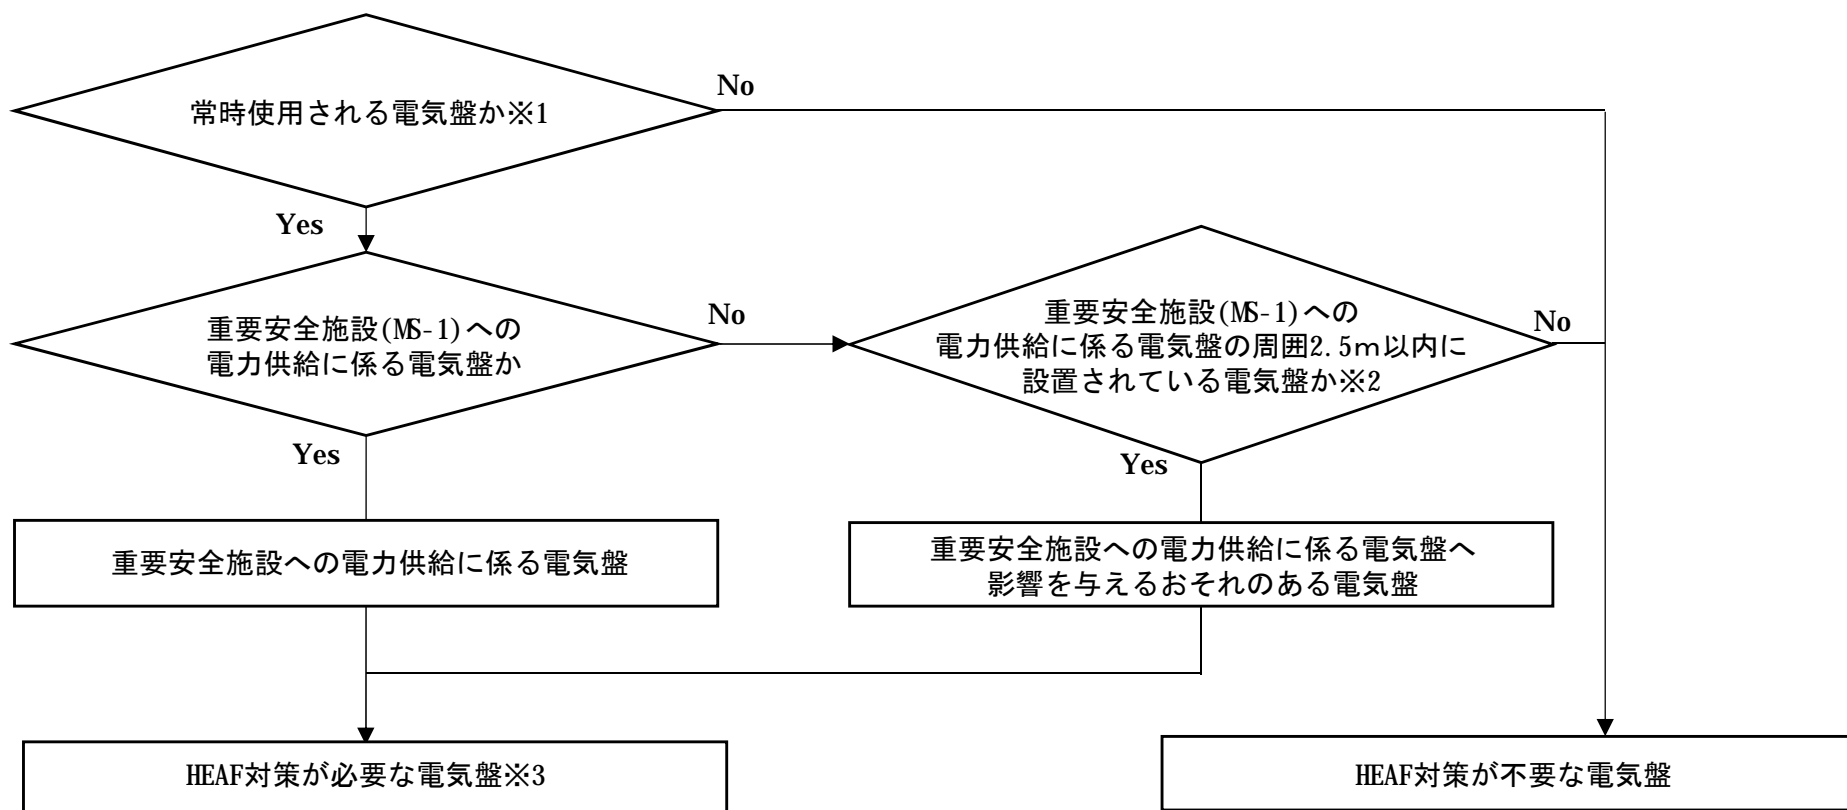 常時使用される電気盤か※1
No
Yes
重要安全施設(MS-1)への
電力供給に係る電気盤か
No
重要安全施設(MS-1)への
電力供給に係る電気盤の周囲2.5m以内に
設置されている電気盤か※2
No
Yes
Yes
重要安全施設への電力供給に係る電気盤
重要安全施設への電力供給に係る電気盤へ
影響を与えるおそれのある電気盤
HEAF対策が必要な電気盤※3
HEAF対策が不要な電気盤